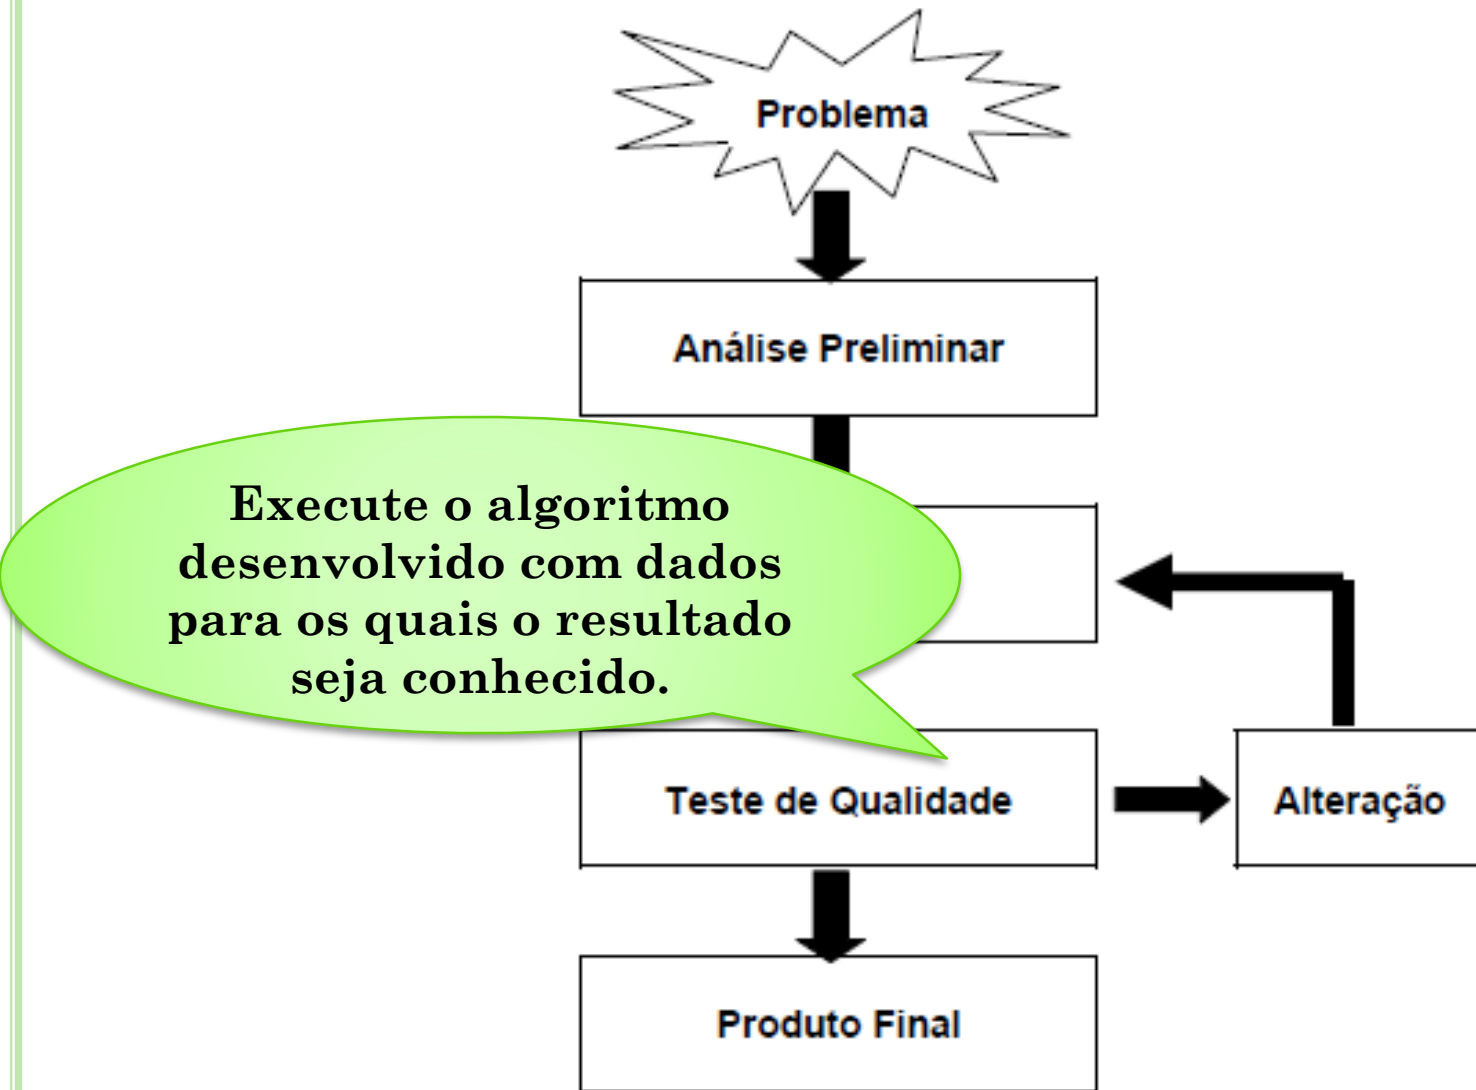 Problema
Análise Preliminar
Execute o algoritmo
desenvolvido com dados
para os quais o resultado
seja conhecido.
Teste de Qualidade
Alteração
Produto Final